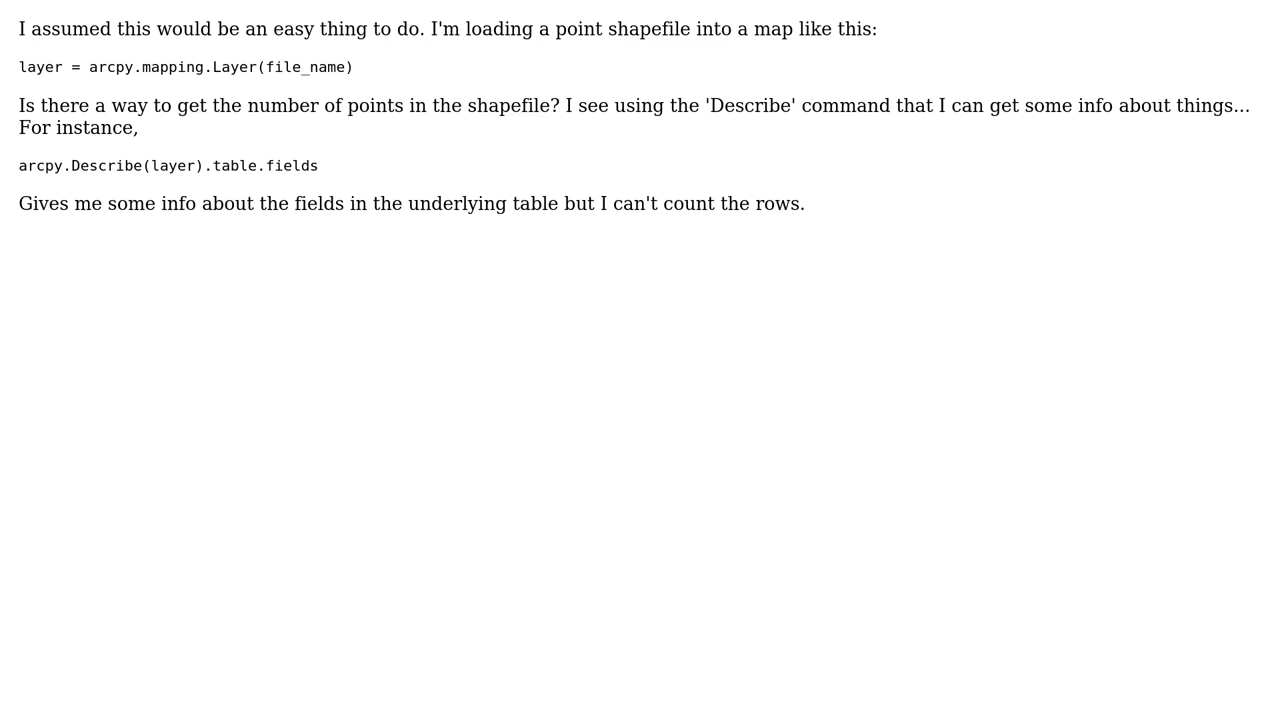 I assumed this would be an easy thing to do. I'm loading a point shapefile into a map like this:
layer = arcpy.mapping.Layer(file_name)
Is there a way to get the number of points in the shapefile? I see using the 'Describe' command that I can get some info about things...
For instance,
arcpy.Describe(layer).table.fields
Gives me some info about the fields in the underlying table but I can't count the rows.